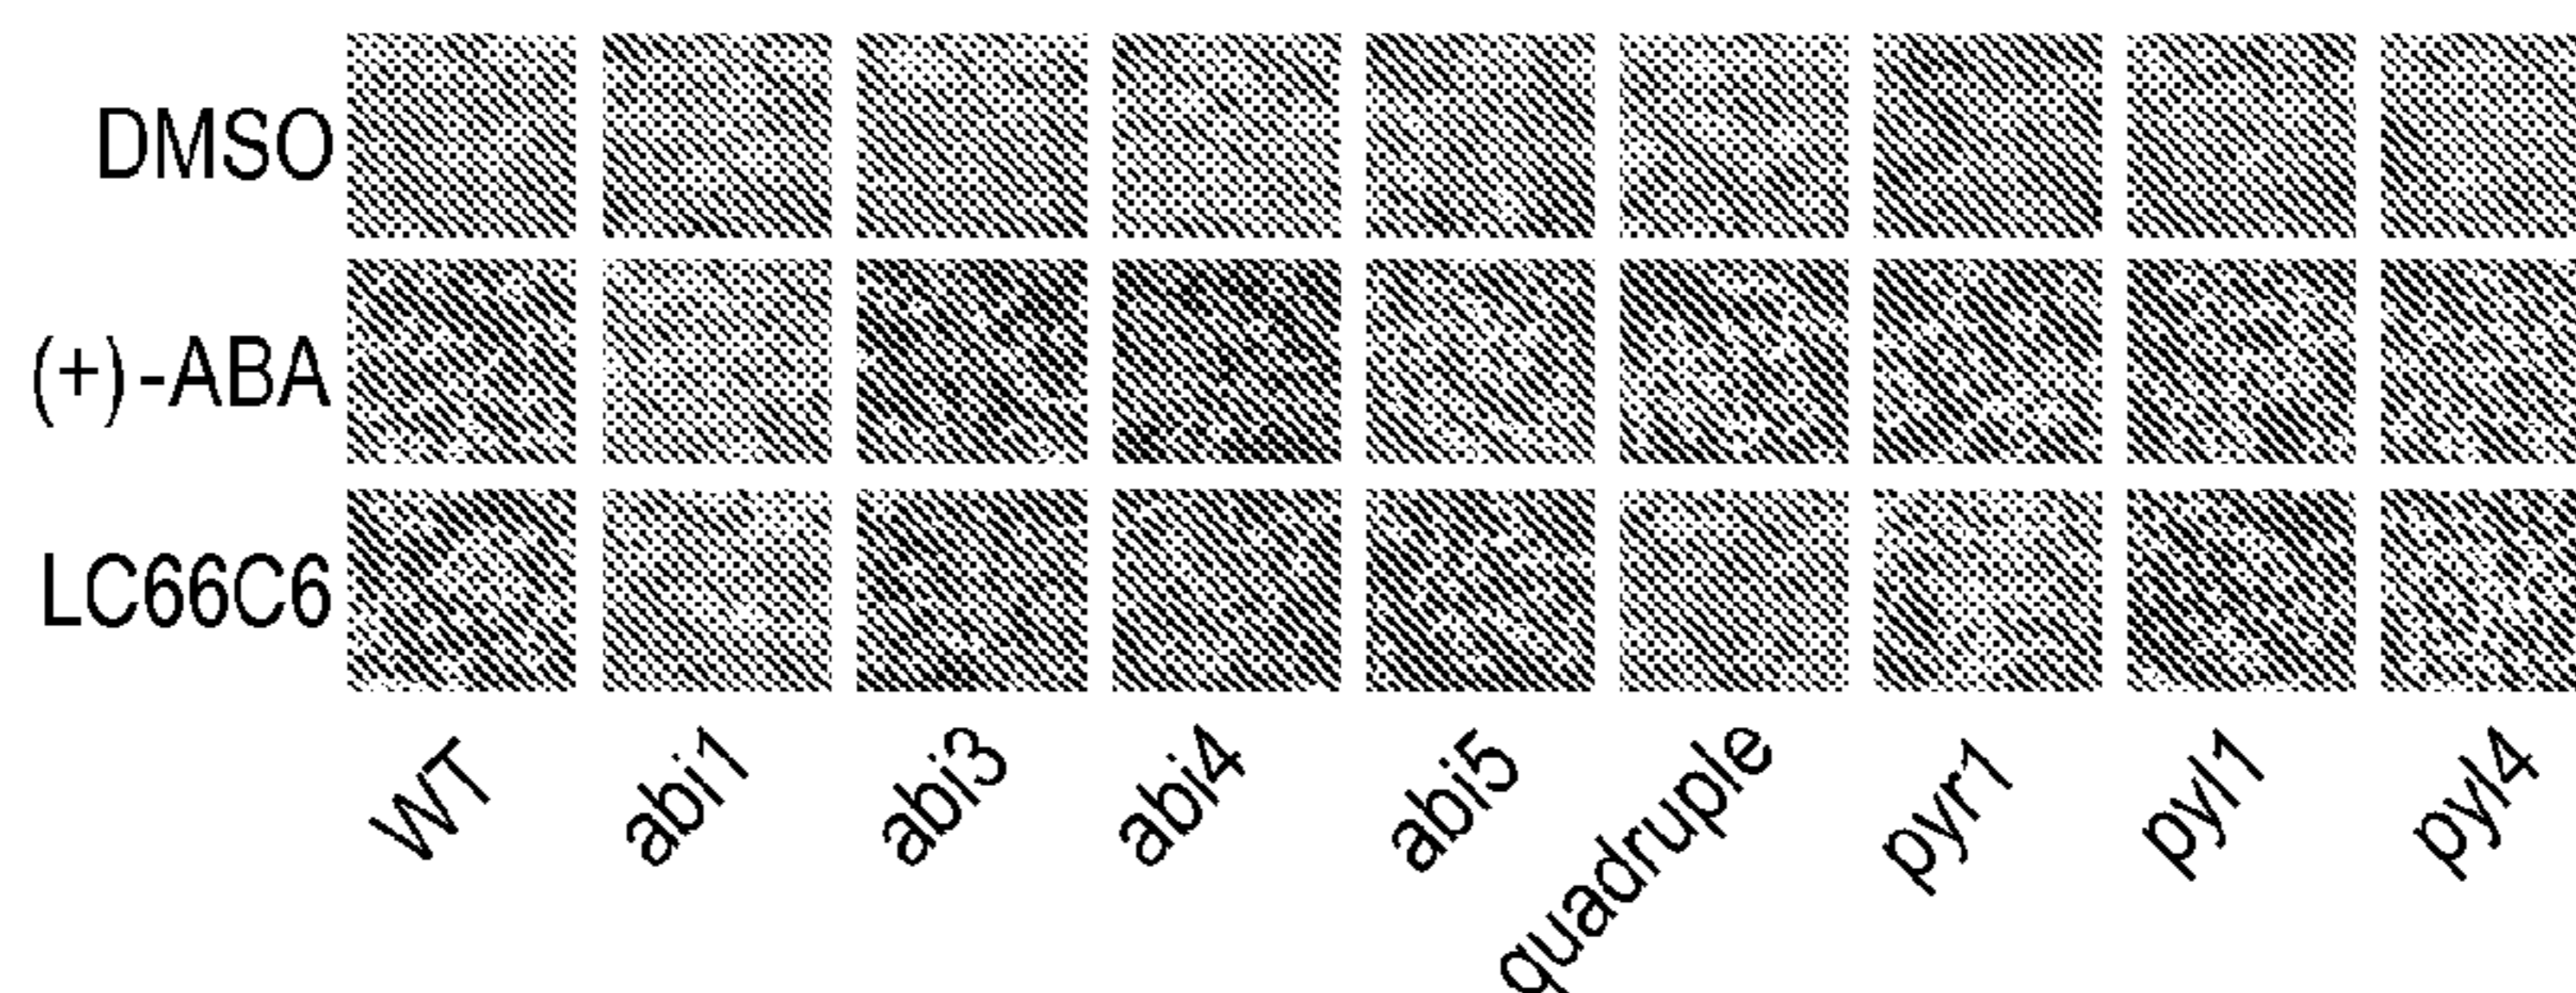 DMSO
(+)-ABA
LC66C6
WT
abi1
abi3
abi4
abi5
quadruple
pyr1
pyl1
pyl4